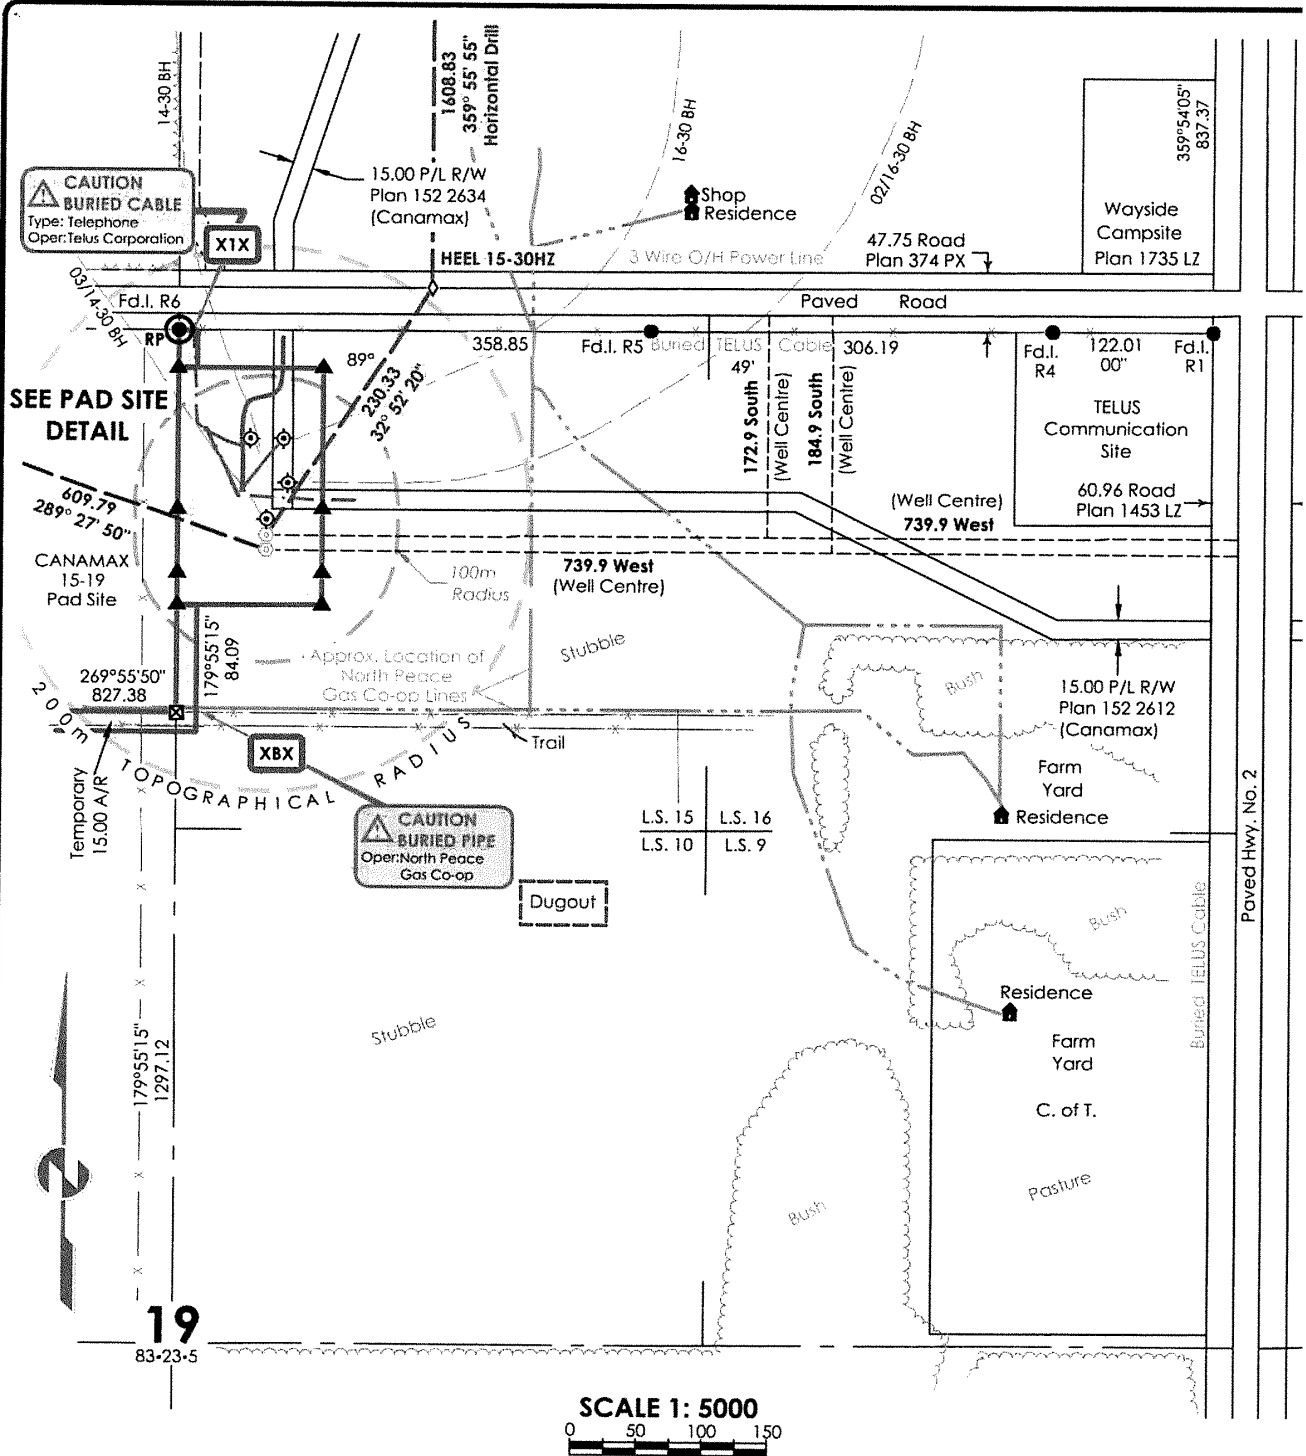 14-30 BH
1608.83
359° 55' 55"
Horizontal Drill
16-30 BH
02/16-30 BH
359°54'05"
837.37
15.00 P/L R/W
Plan 152 2634
(Canamax)
CAUTION
BURIED CABLE
Type: Telephone
Oper:Telus Corporation
X1X
Shop
Residence
Wayside
Campsite
Plan 1735 LZ
47.75 Road
Plan 374 PX
HEEL 15-30HZ
3 Wire O/H Power Line
03/14-30 BH
Fd.I. R6
Paved Road
RP
89°
358.85
Fd.I. R5
Buried TELUS Cable
49'
306.19
Fd.I.
R4
122.01
00"
Fd.I.
R1
230.33
32° 52' 20"
SEE PAD SITE
DETAIL
172.9 South
(Well Centre)
184.9 South
(Well Centre)
TELUS
Communication
Site
60.96 Road
Plan 1453 LZ
(Well Centre)
739.9 West
609.79
289° 27' 50"
CANAMAX
15-19
Pad Site
100m
Radius
739.9 West
(Well Centre)
179°55'15"
84.09
Stubble
Approx. Location of
North Peace
Gas Co-op Lines
269°55'50"
827.38
200m TOPOGRAPHICAL RADIUS
Bush
15.00 P/L R/W
Plan 152 2612
(Canamax)
XBX
Trail
Temporary
15.00 A/R
Farm
Yard
Residence
CAUTION
BURIED PIPE
Oper:North Peace
Gas Co-op
L.S. 15
L.S. 16
L.S. 10
L.S. 9
Paved Hwy. No. 2
Dugout
Bush
Buried TELUS Cable
Residence
Stubble
Farm
Yard
179°55'15"
1297.12
C. of T.
Pasture
Bush
19
83-23-5
SCALE 1: 5000
0 50 100 150